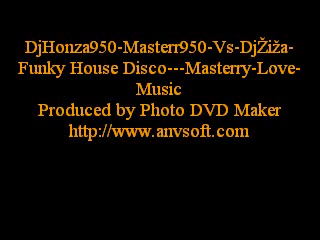 DjHonza950-Masterr950-Vs-DjŽiža-
Funky House Disco---Masterry-Love-
Music
Produced by Photo DVD Maker
http://www.anvsoft.com